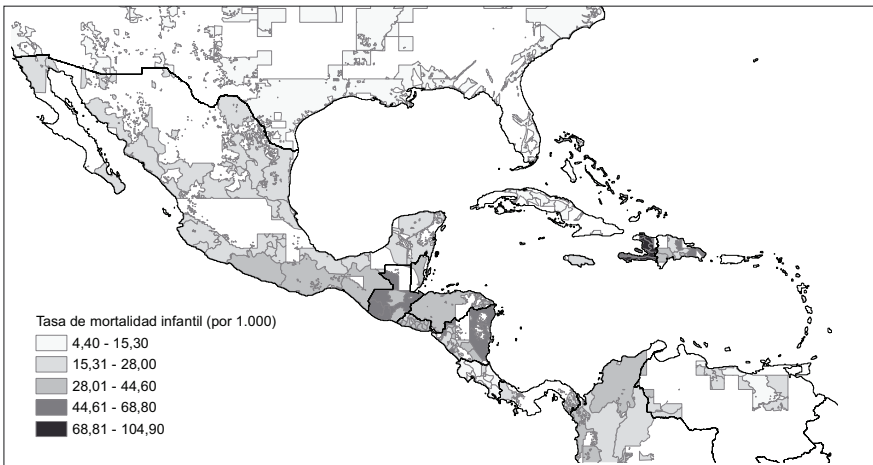 Tasa de mortalidad infantil (por 1.000)
4,40 - 15,30
15,31 - 28,00
28,01 - 44,60
44,61 - 68,80
68,81 - 104,90